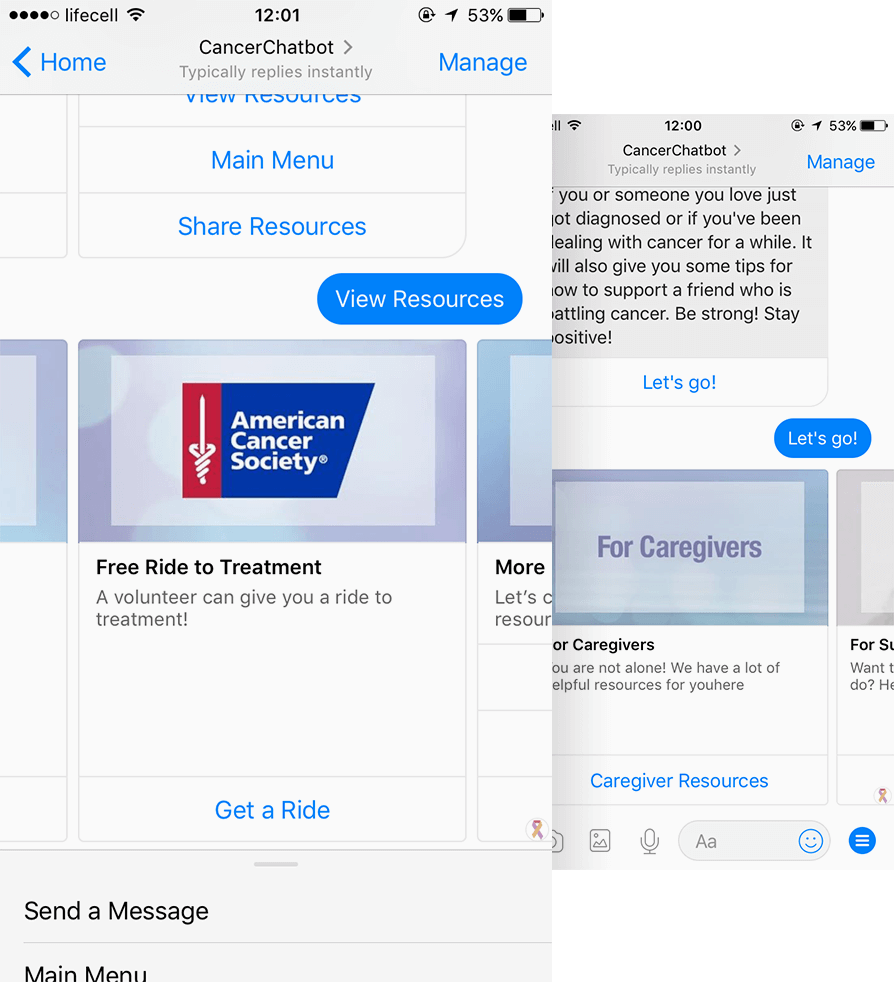 lifecell
12:01
53%
Home
CancerChatbot
Typically replies instantly
Manage
View Resources
Main Menu
Share Resources
View Resources
American
Cancer
Society®
Free Ride to Treatment
A volunteer can give you a ride to
treatment!
Get a Ride
More
Let's c
resour
Send a Message
Main Menu
ll
12:00
53%
CancerChatbot
Typically replies instantly
Manage
f you or someone you love just
got diagnosed or if you've been
dealing with cancer for a while. It
will also give you some tips for
how to support a friend who is
battling cancer. Be strong! Stay
positive!
Let's go!
Let's go!
For Caregivers
or Caregivers
ou are not alone! We have a lot of
elpful resources for youhere
Caregiver Resources
For Su
Want t
do? He
Aa